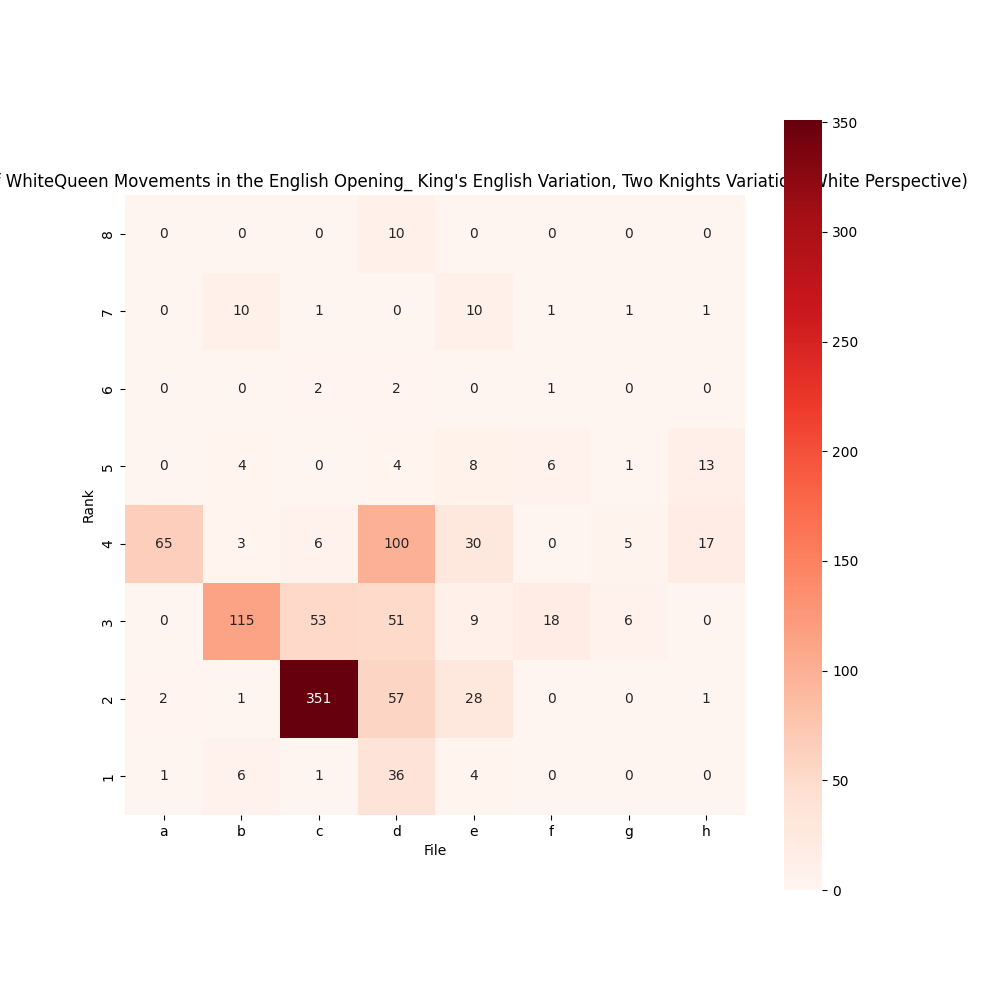 WhiteQueen Movements in the English Opening_ King's English Variation, Two Knights White Perspective)
350
300
250
200
150
100
50
0
Rank
8 0 0 0 10 0 0 0 0
7 0 10 1 0 10 1 1 1
6 0 0 2 2 0 1 0 0
5 0 4 0 4 8 6 1 13
4 65 3 6 100 30 0 5 17
3 0 115 53 51 9 18 6 0
2 2 1 351 57 28 0 0 1
1 1 6 1 36 4 0 0 0
a b c d e f g h
File